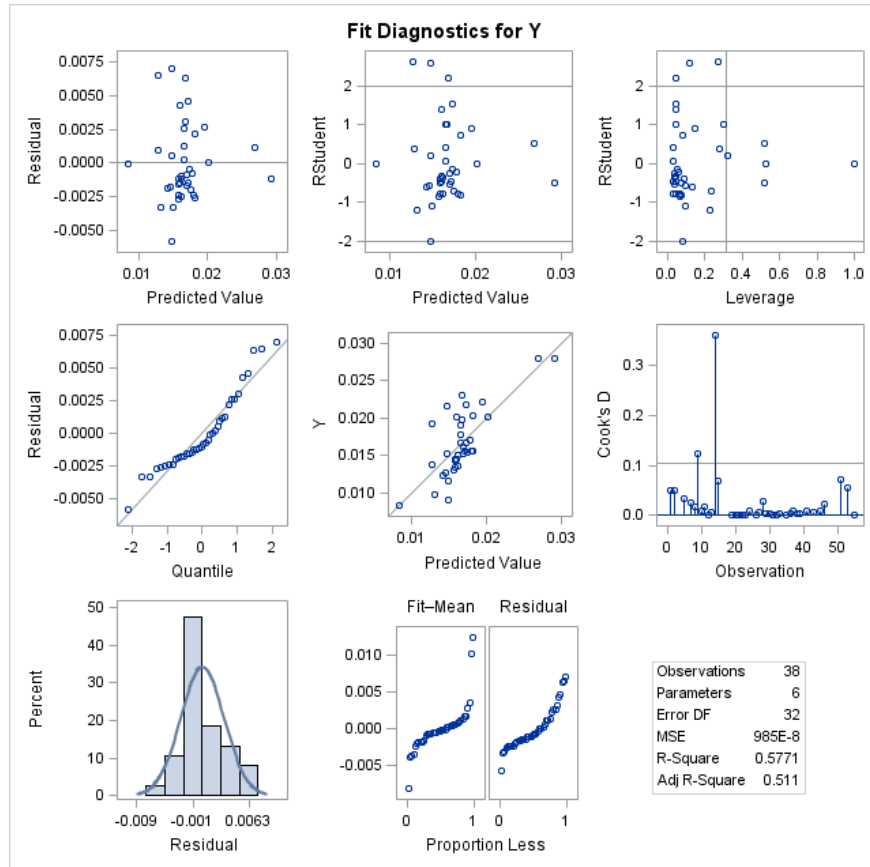 Fit Diagnostics for Y
0.0075
0.0050
0.0025
0.0000
-0.0025
-0.0050
Residual
0.01 0.02 0.03
Predicted Value
2
1
0
-1
-2
RStudent
0.01 0.02 0.03
Predicted Value
2
1
0
-1
-2
RStudent
0.0 0.2 0.4 0.6 0.8 1.0
Leverage
0.0075
0.0050
0.0025
0.0000
-0.0025
-0.0050
Residual
-2 -1 0 1 2
Quantile
0.030
0.025
0.020
0.015
0.010
Y
0.01 0.02 0.03
Predicted Value
0.3
0.2
0.1
0.0
Cook's D
0 10 20 30 40 50
Observation
50
40
30
20
10
0
Percent
-0.009 -0.001 0.0063
Residual
Fit–Mean Residual
0.010
0.005
0.000
-0.005
0 1 0 1
Proportion Less
Observations 38
Parameters 6
Error DF 32
MSE 985E-8
R-Square 0.5771
Adj R-Square 0.511